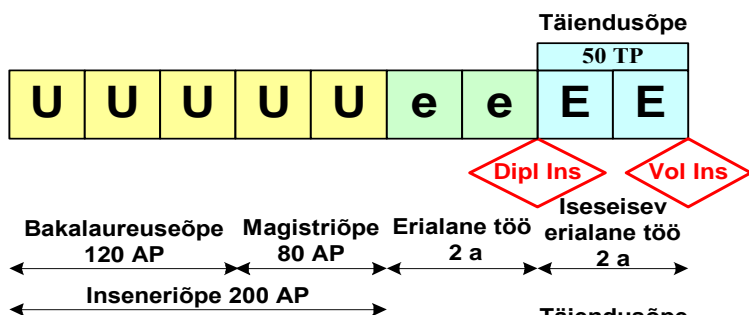 Täiendusõpe
50 TP
U U U U U e e E E
Dipl Ins Vol Ins
Bakalaureuseõpe
120 AP
Magistriõpe
80 AP
Erialane töö
2 a
Iseseisev
erialane töö
2 a
Inseneriõpe 200 AP
Täiendusõpe